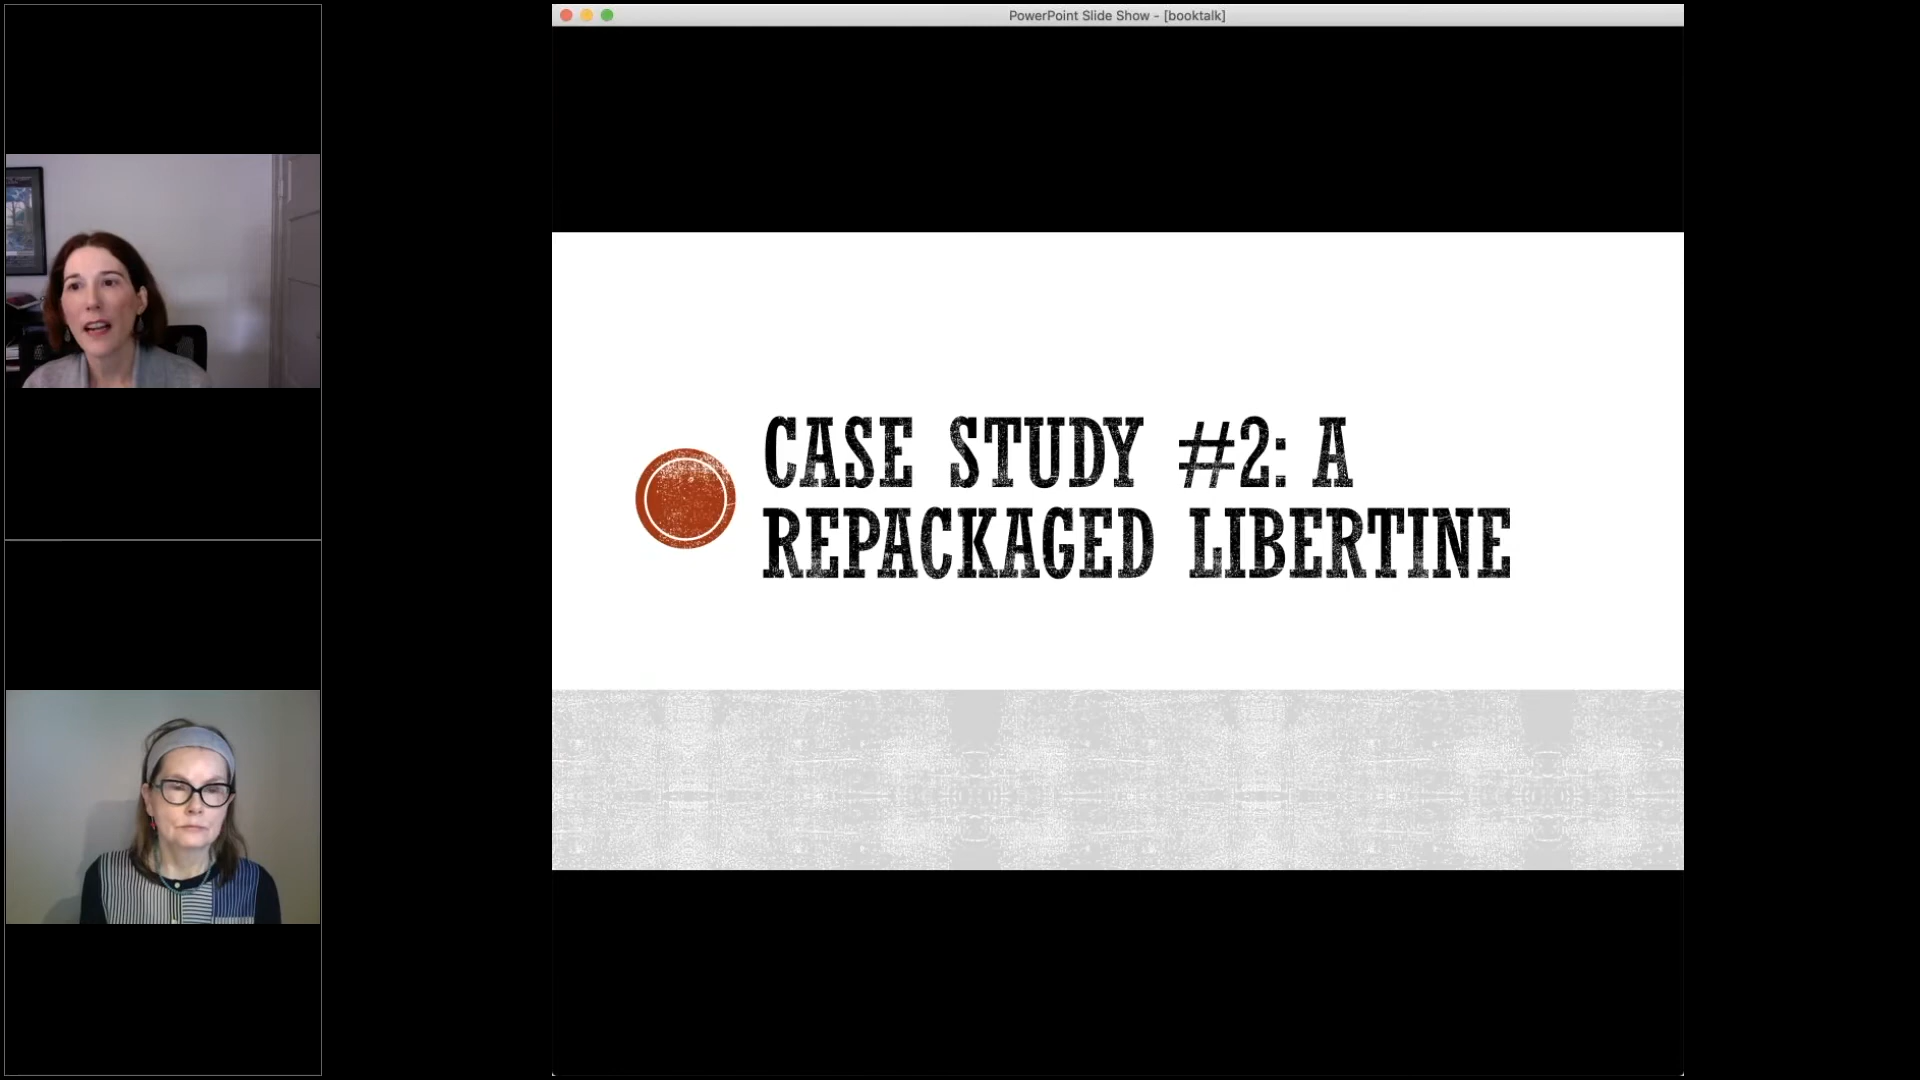 PowerPoint Slide Show - [booktalk]
CASE STUDY #2: A
REPACKAGED LIBERTINE